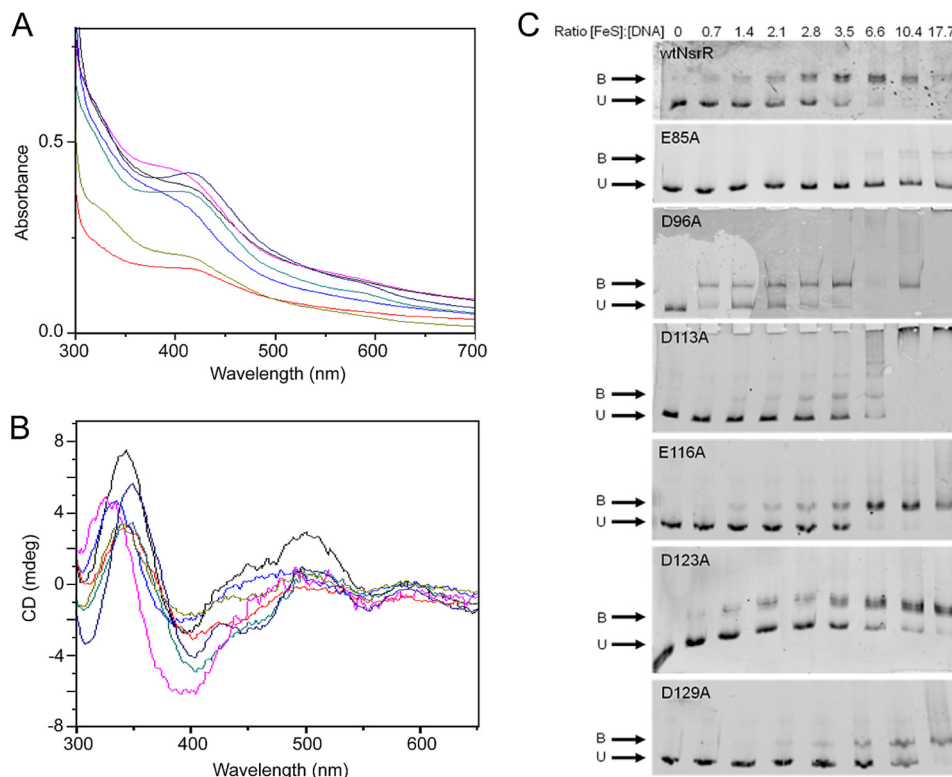 A
0.5
0.0
Absorbance
300 400 500 600 700
Wavelength (nm)
B
8
4
0
-4
-8
CD (mdeg)
300 400 500 600
Wavelength (nm)
C
Ratio [FeS]:[DNA] 0 0.7 1.4 2.1 2.8 3.5 6.6 10.4 17.7
wtNsrR
B
U
E85A
B
U
D96A
B
U
D113A
B
U
E116A
B
U
D123A
B
U
D129A
B
U